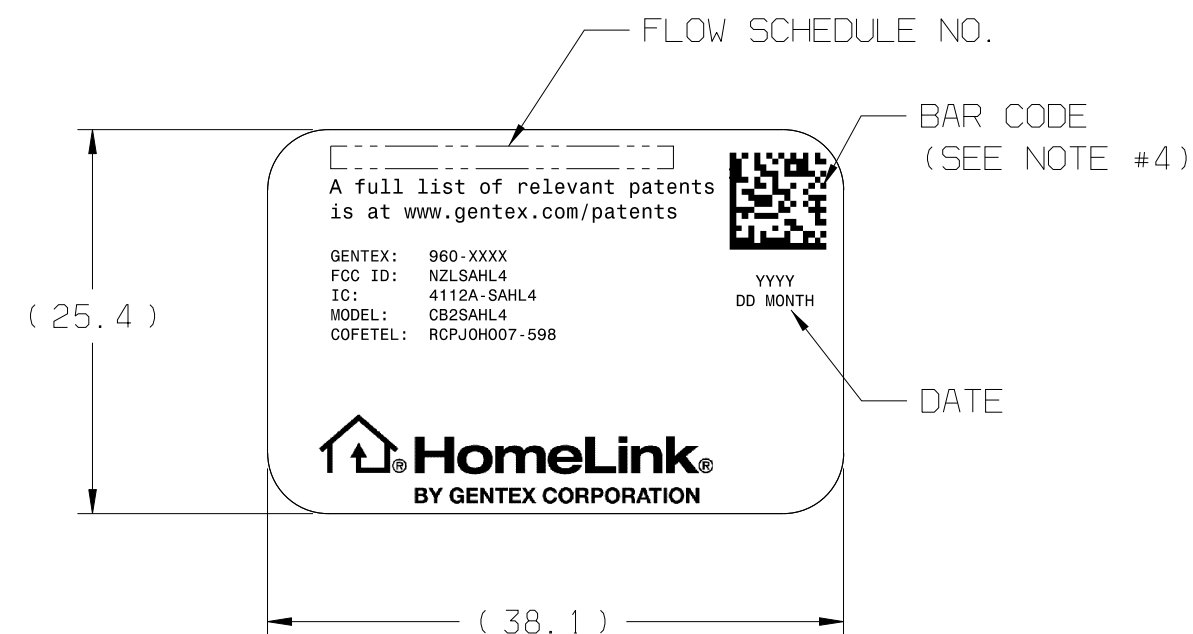 FLOW SCHEDULE NO.
BAR CODE
(SEE NOTE #4)
A full list of relevant patents
is at www.gentex.com/patents
GENTEX: 960-XXXX
FCC ID: NZLSAHL4
IC: 4112A-SAHL4
MODEL: CB2SAHL4
COFETEL: RCPJOHO07-598
YYYY
DD MONTH
(25.4)
DATE
® HomeLink®
BY GENTEX CORPORATION
(38.1)